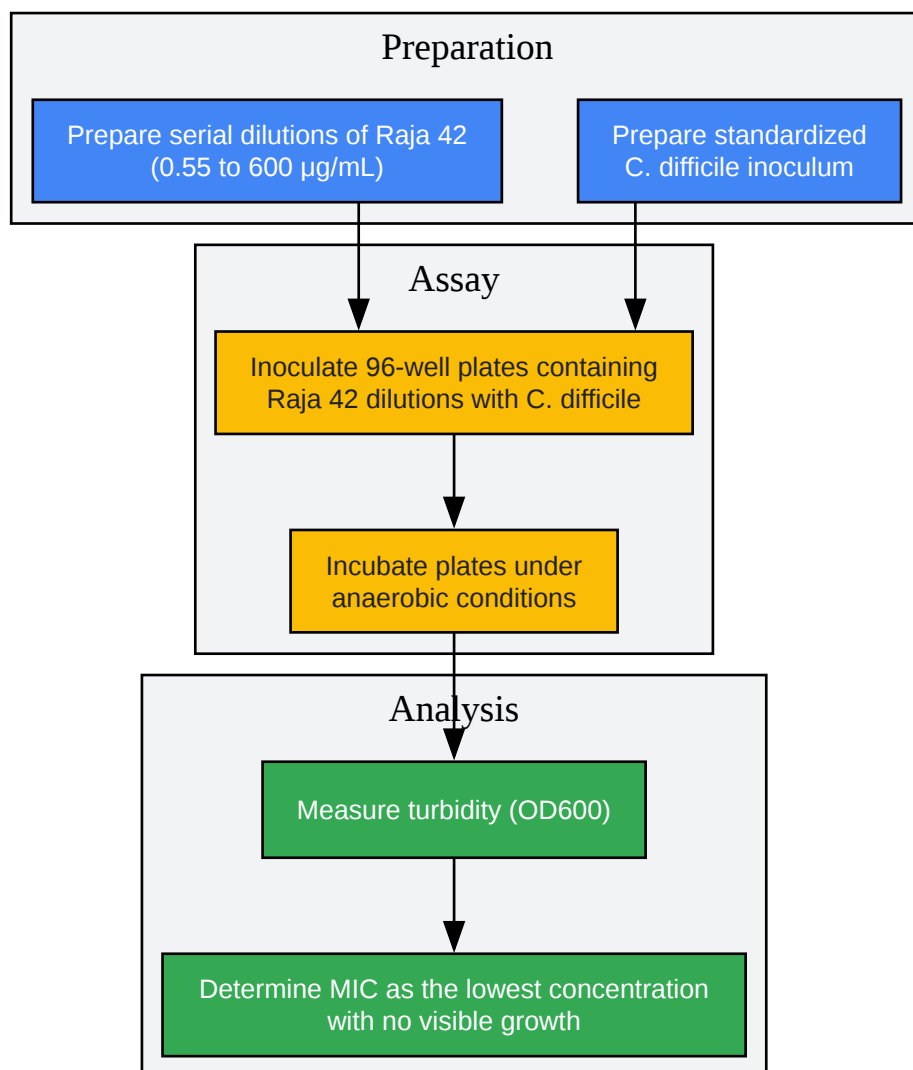 Preparation
Prepare serial dilutions of Raja 42
(0.55 to 600 µg/mL)
Prepare standardized
C. difficile inoculum
Assay
Inoculate 96-well plates containing
Raja 42 dilutions with C. difficile
Incubate plates under
anaerobic conditions
Analysis
Measure turbidity (OD600)
Determine MIC as the lowest concentration
with no visible growth